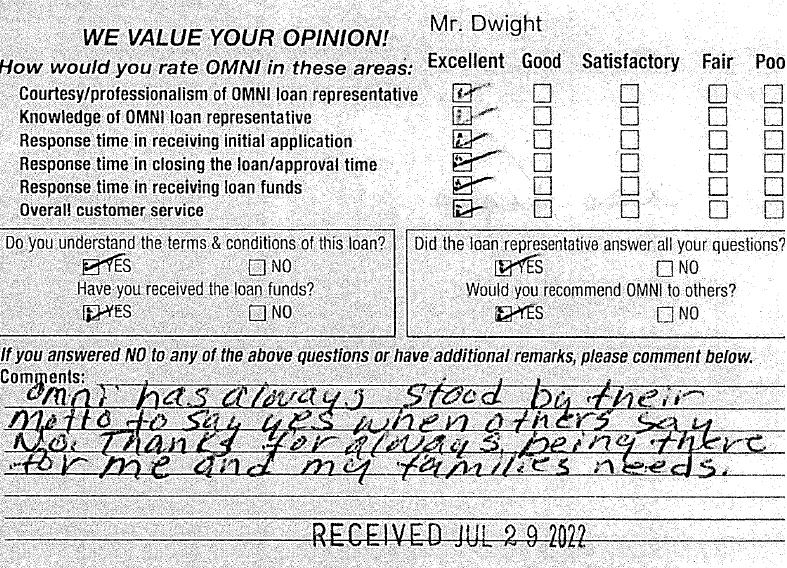 Mr. Dwight
WE VALUE YOUR OPINION!
How would you rate OMNI in these areas: Excellent Good Satisfactory Fair Poo
Courtesy/professionalism of OMNI loan representative
Knowledge of OMNI loan representative
Response time in receiving initial application
Response time in closing the loan/approval time
Response time in receiving loan funds
Overall customer service
Do you understand the terms & conditions of this loan?
YES NO
Have you received the loan funds?
YES NO
Did the loan representative answer all your questions?
YES NO
Would you recommend OMNI to others?
YES NO
If you answered NO to any of the above questions or have additional remarks, please comment below.
Comments:
Omni has always stood by their
motto to say yes when others say
No. Thanks for always being there
for me and my families needs.
RECEIVED JUL 29 2022